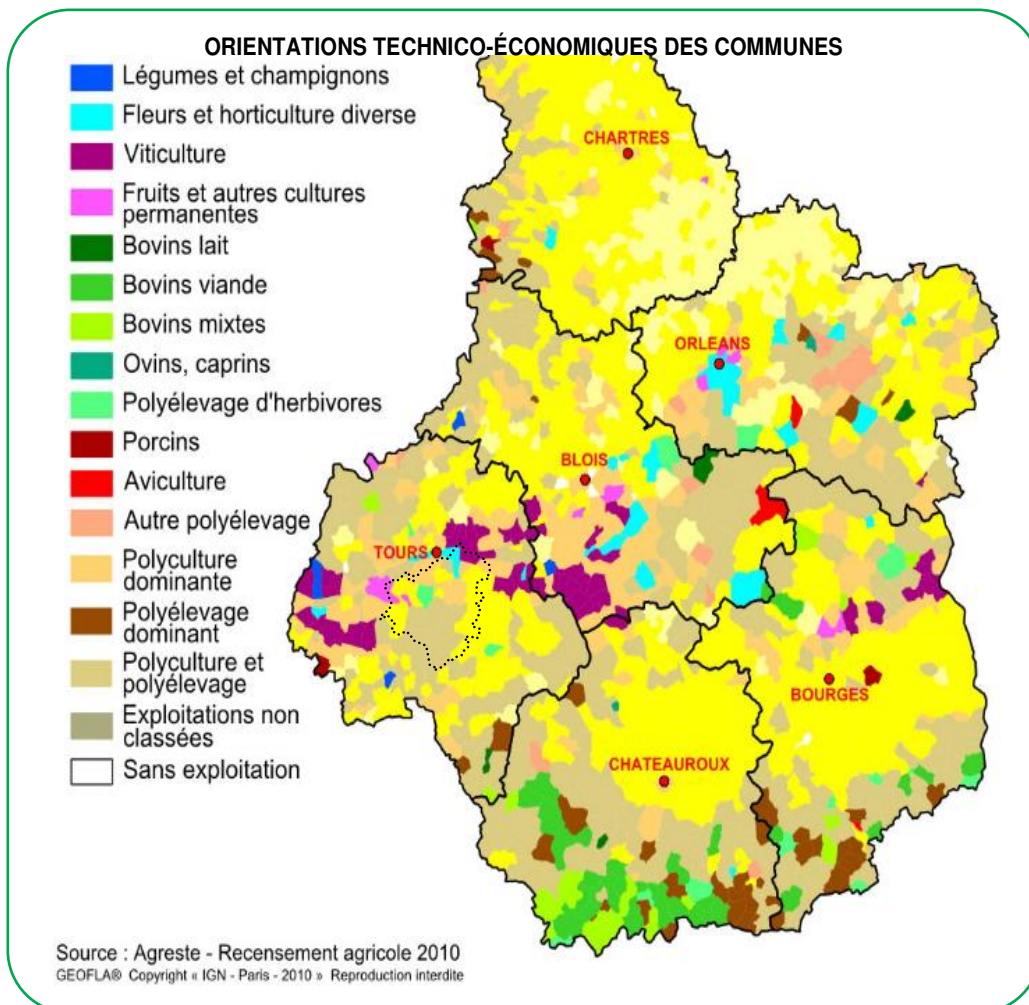 ORIENTATIONS TECHNICO-ÉCONOMIQUES DES COMMUNES
Légumes et champignons
Fleurs et horticulture diverse
Viticulture
Fruits et autres cultures
permanentes
Bovins lait
Bovins viande
Bovins mixtes
Ovins, caprins
Polyélevage d'herbivores
Porcins
Aviculture
Autre polyélevage
Polyculture
dominante
Polyélevage
dominant
Polyculture et
polyélevage
Exploitations non
classées
Sans exploitation
CHARTRES
ORLEANS
BLOIS
TOURS
BOURGES
CHATEAUROUX
Source : Agreste - Recensement agricole 2010
GEOFLA® Copyright « IGN - Paris - 2010 » Reproduction interdite